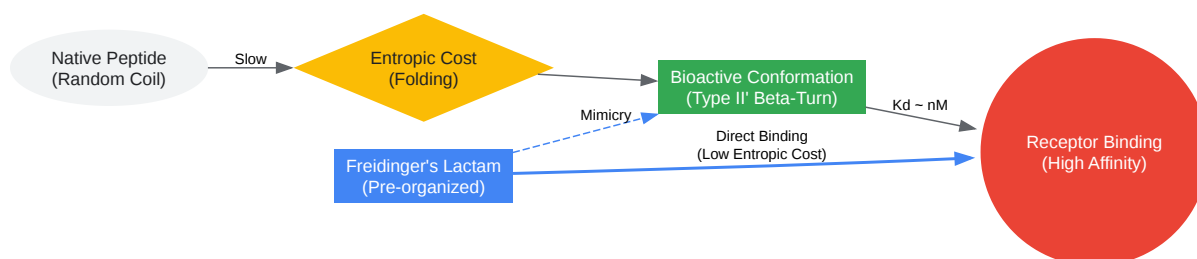 Native Peptide
(Random Coil)
Slow
Entropic Cost
(Folding)
Bioactive Conformation
(Type II' Beta-Turn)
Kd ~ nM
Mimicry
Freidinger's Lactam
(Pre-organized)
Direct Binding
(Low Entropic Cost)
Receptor Binding
(High Affinity)